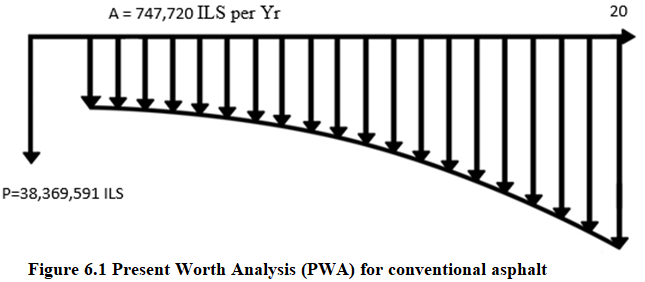 A = 747,720 ILS per Yr
20
P=38,369,591 ILS
Figure 6.1 Present Worth Analysis (PWA) for conventional asphalt